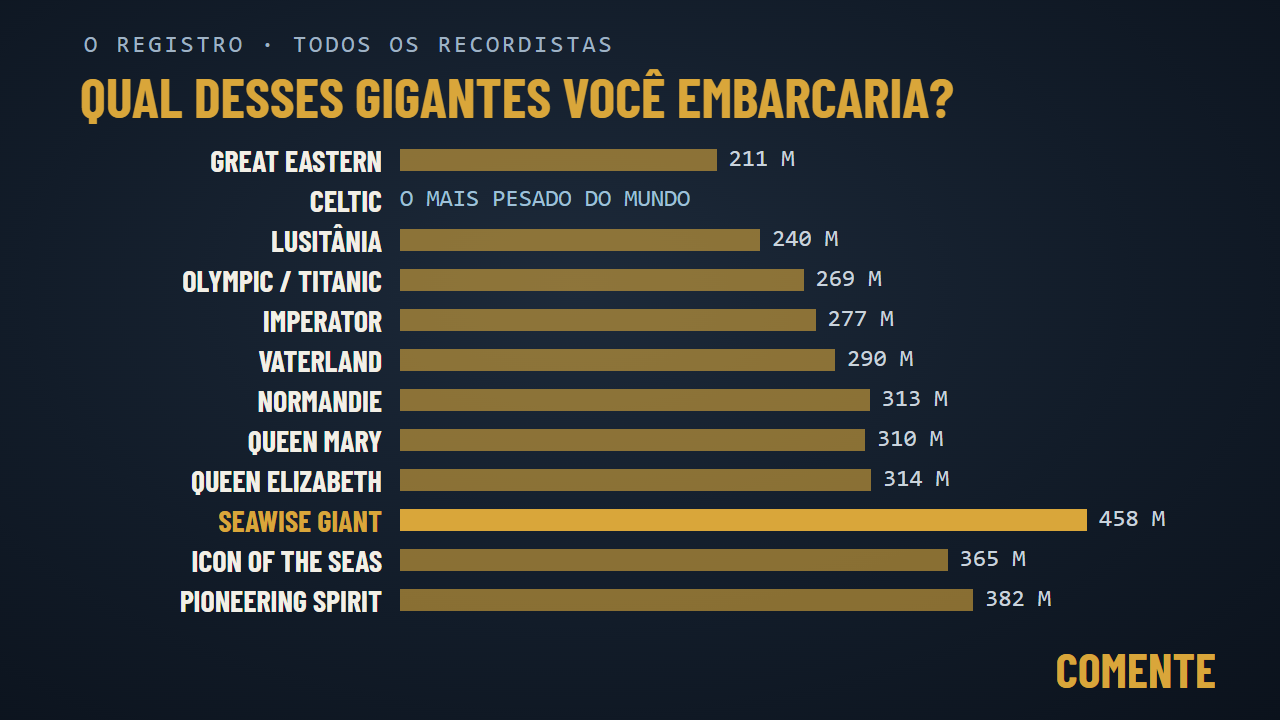 O REGISTRO · TODOS OS RECORDISTAS
QUAL DESSES GIGANTES VOCÊ EMBARCARIA?
GREAT EASTERN 211 M
CELTIC O MAIS PESADO DO MUNDO
LUSITÂNIA 240 M
OLYMPIC / TITANIC 269 M
IMPERATOR 277 M
VATERLAND 290 M
NORMANDIE 313 M
QUEEN MARY 310 M
QUEEN ELIZABETH 314 M
SEAWISE GIANT 458 M
ICON OF THE SEAS 365 M
PIONEERING SPIRIT 382 M
COMENTE